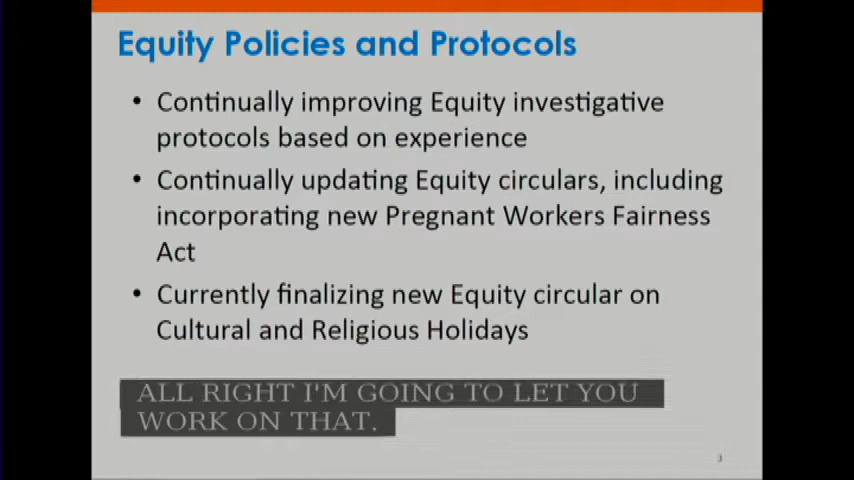 Equity Policies and Protocols
• Continually improving Equity investigative
protocols based on experience
• Continually updating Equity circulars, including
incorporating new Pregnant Workers Fairness
Act
• Currently finalizing new Equity circular on
Cultural and Religious Holidays
ALL RIGHT I'M GOING TO LET YOU
WORK ON THAT.
3